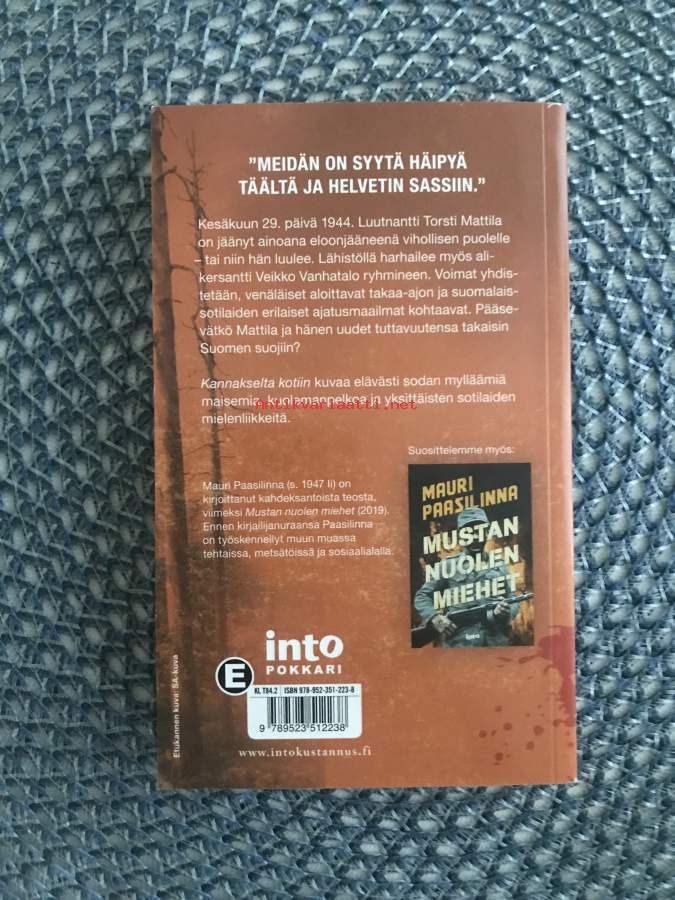 "MEIDÄN ON SYYTÄ HÄIPYÄ
TÄÄLTÄ JA HELVETIN SASSIIN."
Kesäkuun 29. päivä 1944. Luutnantti Torsti Mattila
on jäänyt ainoana eloonjääneenä vihollisen puolelle
– tai niin hän luulee. Lähistöllä harhailee myös ali-
kersantti Veikko Vanhatalo ryhmineen. Voimat yhdis-
tetään, venäläiset aloittavat takaa-ajon ja suomalais-
sotilaiden erilaiset ajatusmaailmat kohtaavat. Pääse-
vätkö Mattila ja hänen uudet tuttavuutensa takaisin
Suomen suojiin?
Kannakselta kotiin kuvaa elävästi sodan mylläämiä
maisemia, kuolemanpelkoa ja yksittäisten sotilaiden
antikvariaatti.net
mielenliikkeitä.
Suosittelemme myös:
Mauri Paasilinna (s. 1947 Ii) on
kirjoittanut kahdeksantoista teosta,
viimeksi Mustan nuolen miehet (2019).
Ennen kirjailijanuraansa Paasilinna
on työskennellyt muun muassa
tehtaissa, metsätöissä ja sosiaalialalla.
MAURI
PAASILINNA
MUSTAN
NUOLEN
MIEHET
into
into
POKKARI
E
KL T84.2 ISBN 978-952-351-223-8
9 789523 512238
www.intokustannus.fi
Etukannen kuva: SA-kuva